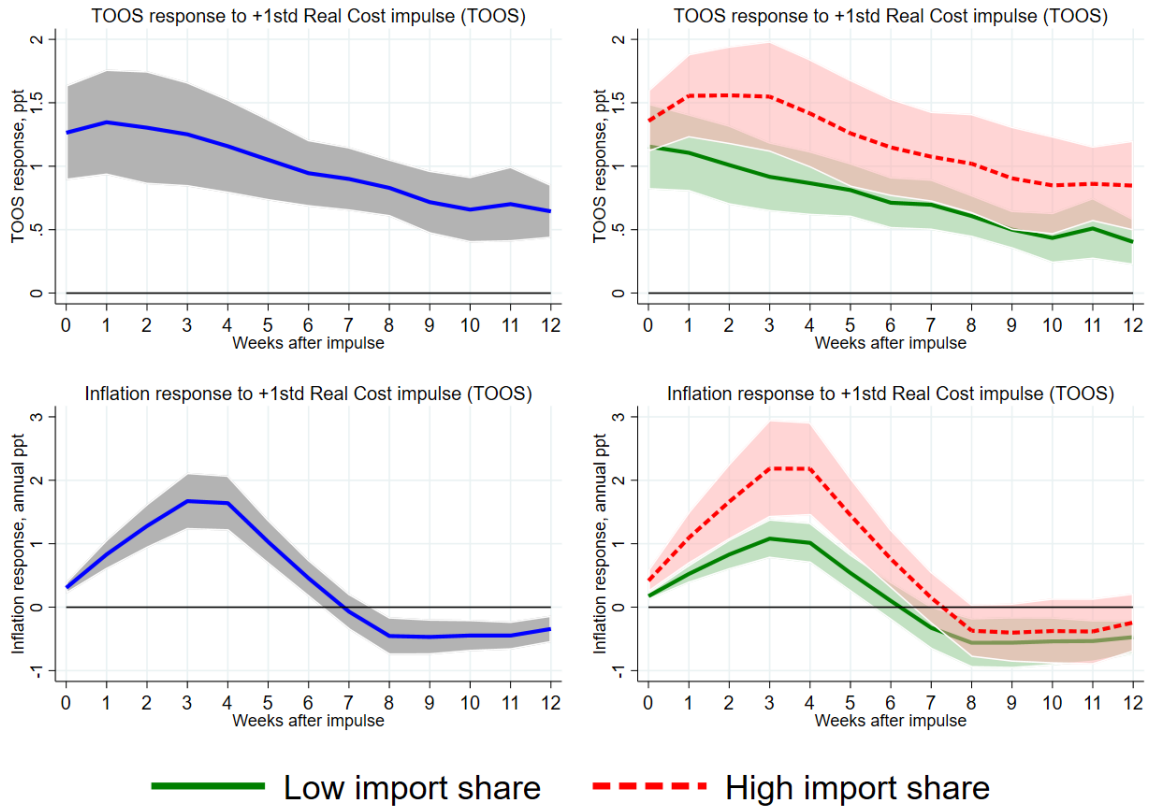 TOOS response to +1std Real Cost impulse (TOOS)
TOOS response, ppt
2
1.5
1
.5
0
0 1 2 3 4 5 6 7 8 9 10 11 12
Weeks after impulse
TOOS response to +1std Real Cost impulse (TOOS)
TOOS response, ppt
2
1.5
1
.5
0
0 1 2 3 4 5 6 7 8 9 10 11 12
Weeks after impulse
Inflation response to +1std Real Cost impulse (TOOS)
Inflation response, annual ppt
3
2
1
0
-1
0 1 2 3 4 5 6 7 8 9 10 11 12
Weeks after impulse
Inflation response to +1std Real Cost impulse (TOOS)
Inflation response, annual ppt
3
2
1
0
-1
0 1 2 3 4 5 6 7 8 9 10 11 12
Weeks after impulse
Low import share
High import share